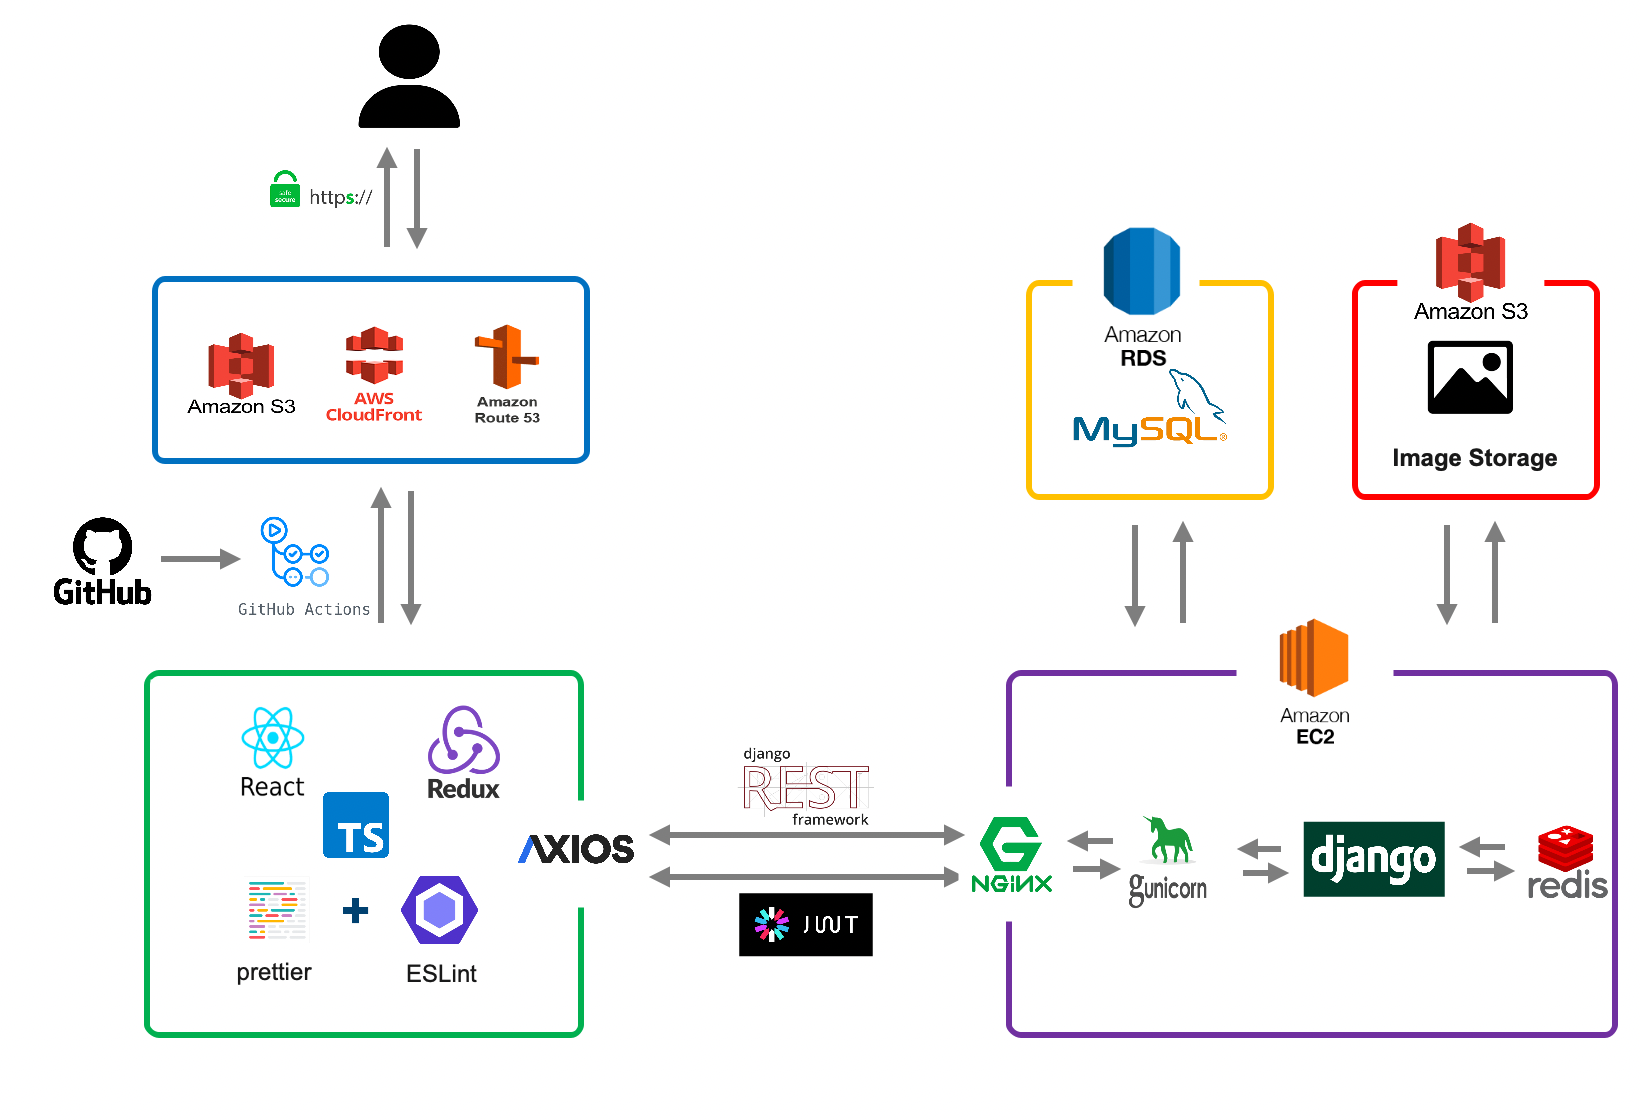 safe
secure
https://
Amazon S3
AWS
CloudFront
Amazon
Route 53
Amazon
RDS
MySQL®
Amazon S3
Image Storage
GitHub
GitHub Actions
Amazon
EC2
React
Redux
TS
AXIOS
prettier
+
ESLint
django
REST
framework
JWT
NGINX
gunicorn
django
redis